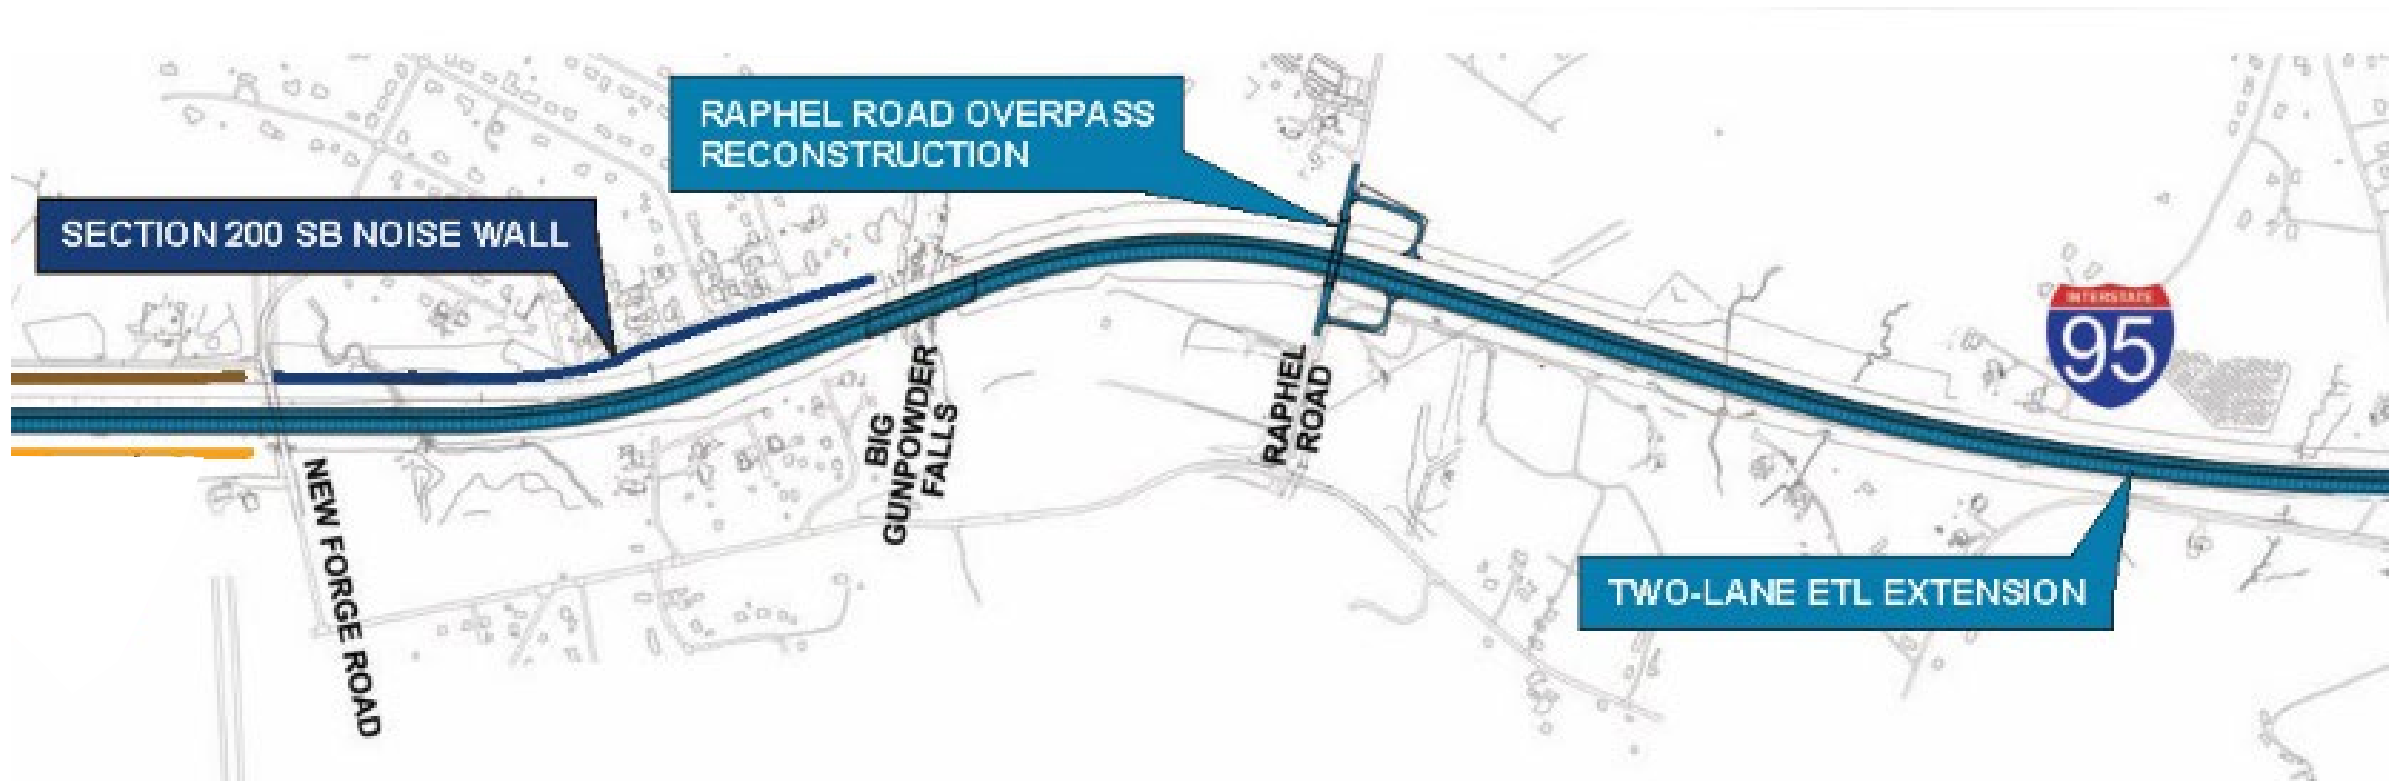 RAPHEL ROAD OVERPASS
RECONSTRUCTION
SECTION 200 SB NOISE WALL
INTERSTATE
95
BIG
GUNPOWDER
FALLS
RAPHEL
ROAD
NEW FORGE ROAD
TWO-LANE ETL EXTENSION